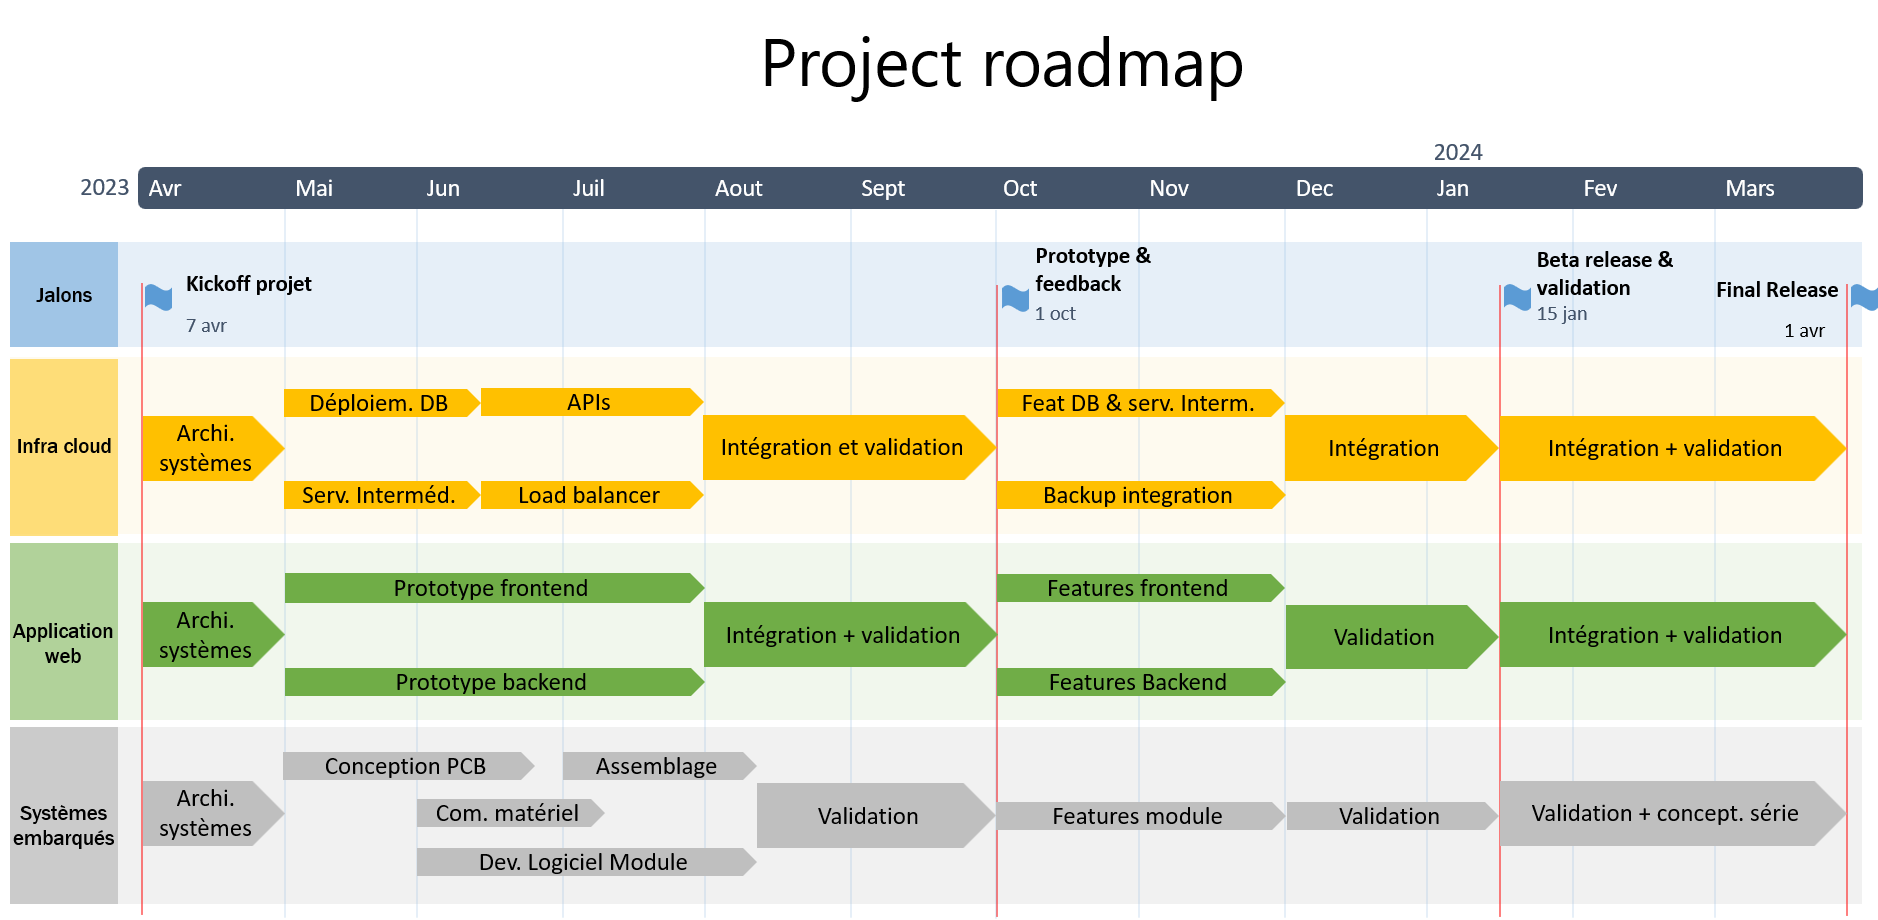 Project roadmap
2024
2023
Avr Mai Jun Juil Aout Sept Oct Nov Dec Jan Fev Mars
Jalons
Kickoff projet
7 avr
Prototype &
feedback
1 oct
Beta release &
validation
15 jan
Final Release
1 avr
Infra cloud
Archi.
systèmes
Déploiem. DB
APIs
Serv. Interméd.
Load balancer
Intégration et validation
Feat DB & serv. Interm.
Backup integration
Intégration
Intégration + validation
Application
web
Archi.
systèmes
Prototype frontend
Prototype backend
Intégration + validation
Features frontend
Features Backend
Validation
Intégration + validation
Systèmes
embarqués
Archi.
systèmes
Conception PCB
Assemblage
Com. matériel
Dev. Logiciel Module
Validation
Features module
Validation
Validation + concept. série